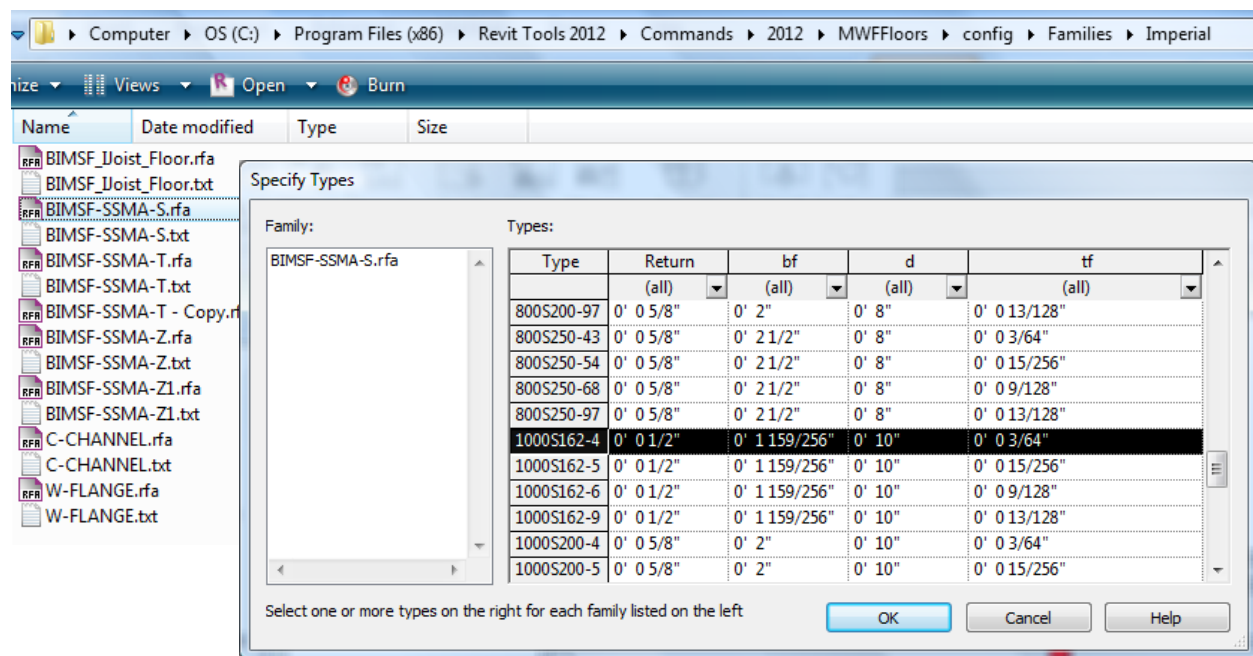 Computer ▸ OS (C:) ▸ Program Files (x86) ▸ Revit Tools 2012 ▸ Commands ▸ 2012 ▸ MWFFloors ▸ config ▸ Families ▸ Imperial
nize Views Open Burn
Name Date modified Type Size
BIMSF_IJoist_Floor.rfa
BIMSF_IJoist_Floor.txt
BIMSF-SSMA-S.rfa
BIMSF-SSMA-S.txt
BIMSF-SSMA-T.rfa
BIMSF-SSMA-T.txt
BIMSF-SSMA-T - Copy.rf
BIMSF-SSMA-Z.rfa
BIMSF-SSMA-Z.txt
BIMSF-SSMA-Z1.rfa
BIMSF-SSMA-Z1.txt
C-CHANNEL.rfa
C-CHANNEL.txt
W-FLANGE.rfa
W-FLANGE.txt
Specify Types
Family: Types:
BIMSF-SSMA-S.rfa
Type Return bf d tf
(all) (all) (all) (all)
800S200-97 0' 0 5/8" 0' 2" 0' 8" 0' 0 13/128"
800S250-43 0' 0 5/8" 0' 2 1/2" 0' 8" 0' 0 3/64"
800S250-54 0' 0 5/8" 0' 2 1/2" 0' 8" 0' 0 15/256"
800S250-68 0' 0 5/8" 0' 2 1/2" 0' 8" 0' 0 9/128"
800S250-97 0' 0 5/8" 0' 2 1/2" 0' 8" 0' 0 13/128"
1000S162-4 0' 0 1/2" 0' 1 159/256" 0' 10" 0' 0 3/64"
1000S162-5 0' 0 1/2" 0' 1 159/256" 0' 10" 0' 0 15/256"
1000S162-6 0' 0 1/2" 0' 1 159/256" 0' 10" 0' 0 9/128"
1000S162-9 0' 0 1/2" 0' 1 159/256" 0' 10" 0' 0 13/128"
1000S200-4 0' 0 5/8" 0' 2" 0' 10" 0' 0 3/64"
1000S200-5 0' 0 5/8" 0' 2" 0' 10" 0' 0 15/256"
Select one or more types on the right for each family listed on the left
OK Cancel Help